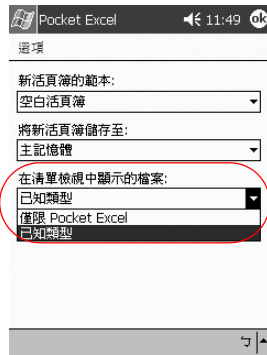 Pocket Excel 11:49 ok
選項
新活頁簿的範本:
空白活頁簿
將新活頁簿儲存至:
主記憶體
在清單檢視中顯示的檔案:
已知類型
僅限 Pocket Excel
已知類型
ㄅ